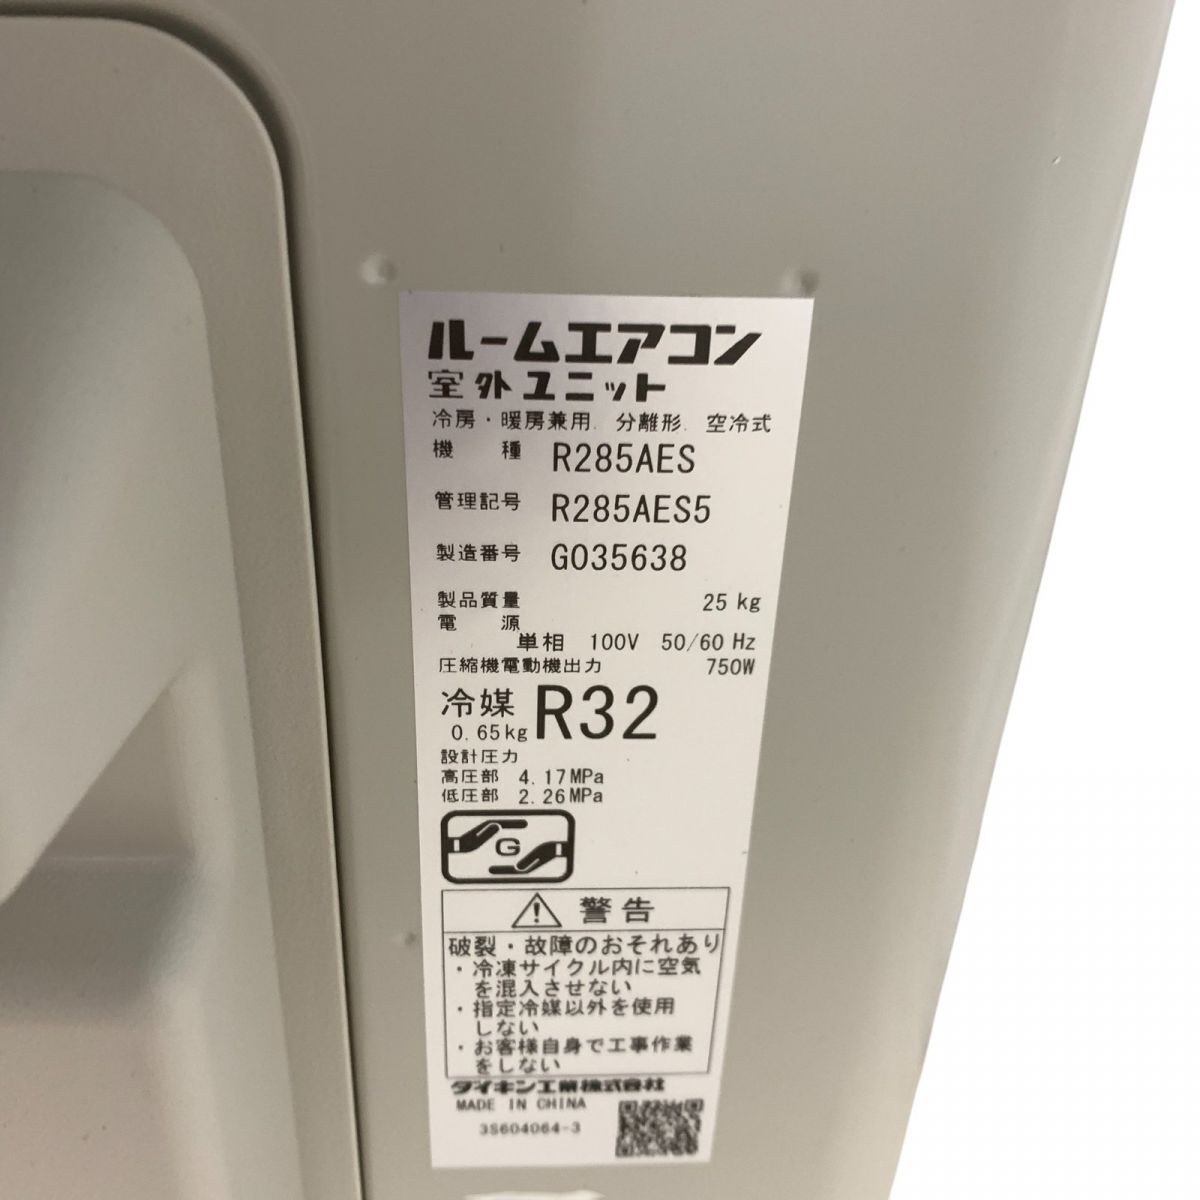 ルームエアコン
室外ユニット
冷房・暖房兼用. 分離形. 空冷式
機 種 R285AES
管理記号 R285AES5
製造番号 G035638
製品質量 25 kg
電 源
単相 100V 50/60 Hz
圧縮機電動機出力 750W
冷媒 R32
0.65kg
設計圧力
高圧部 4.17MPa
低圧部 2.26MPa
G
警告
破裂・故障のおそれあり
・冷凍サイクル内に空気
を混入させない
・指定冷媒以外を使用
しない
・お客様自身で工事作業
をしない
ダイキン工業株式会社
MADE IN CHINA
3S604064-3